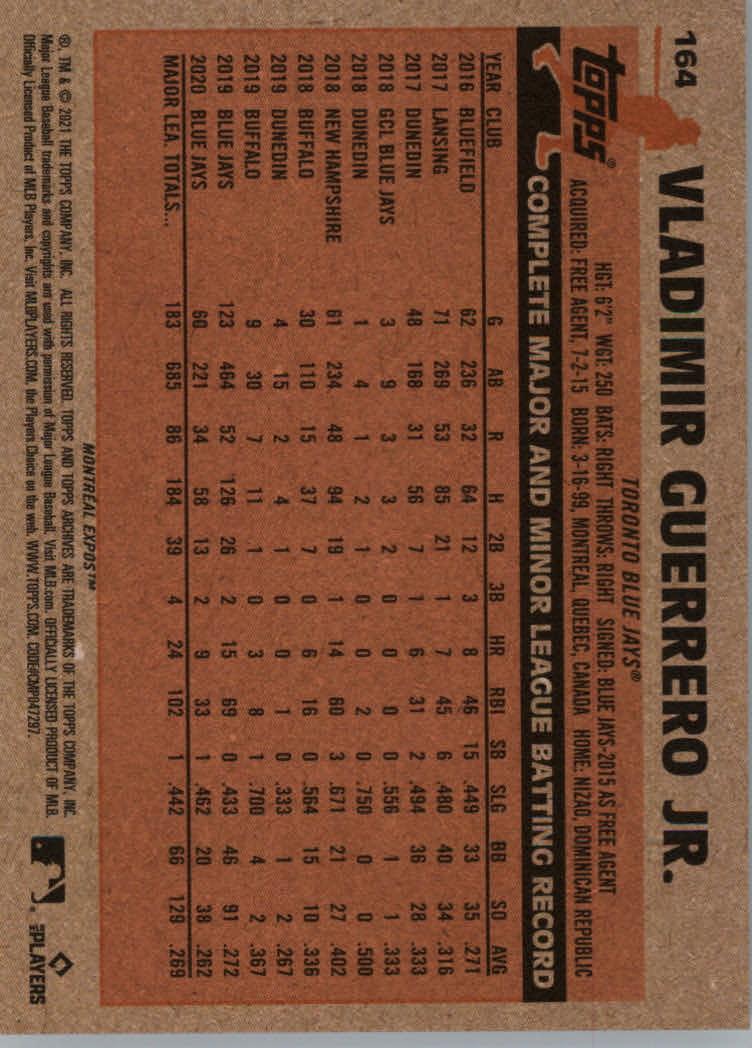 164
VLADIMIR GUERRERO JR.
TORONTO BLUE JAYS®
topps®
HGT: 6'2" WGT: 250 BATS: RIGHT THROWS: RIGHT SIGNED: BLUE JAYS-2015 AS FREE AGENT
ACQUIRED: FREE AGENT, 7-2-15 BORN: 3-16-99, MONTREAL, QUEBEC, CANADA HOME: NIZAO, DOMINICAN REPUBLIC
COMPLETE MAJOR AND MINOR LEAGUE BATTING RECORD
YEAR CLUB G AB R H 2B 3B HR RBI SB SLG BB SO AVG
2016 BLUEFIELD 62 236 32 64 12 3 8 46 15 .449 33 35 .271
2017 LANSING 71 269 53 85 21 1 7 45 6 .480 40 34 .316
2017 DUNEDIN 48 168 31 56 7 1 6 31 2 .494 36 28 .333
2018 GCL BLUE JAYS 3 9 3 3 2 0 0 0 0 .556 1 1 .333
2018 DUNEDIN 1 4 1 2 1 0 0 2 0 .750 0 0 .500
2018 NEW HAMPSHIRE 61 234 48 94 19 1 14 60 3 .671 21 27 .402
2018 BUFFALO 30 110 15 37 7 0 6 16 0 .564 15 10 .336
2019 DUNEDIN 4 15 2 4 1 0 0 1 0 .333 1 2 .267
2019 BUFFALO 9 30 7 11 1 0 3 8 1 .700 4 2 .367
2019 BLUE JAYS 123 464 52 126 26 2 15 69 0 .433 46 91 .272
2020 BLUE JAYS 60 221 34 58 13 2 9 33 1 .462 20 38 .262
MAJOR LEA. TOTALS... 183 685 86 184 39 4 24 102 1 .442 66 129 .269
MONTRÉAL EXPOS™
®, TM & © 2021 THE TOPPS COMPANY, INC. ALL RIGHTS RESERVED. TOPPS AND TOPPS ARCHIVES ARE TRADEMARKS OF THE TOPPS COMPANY, INC.
Major League Baseball trademarks and copyrights are used with permission of Major League Baseball. Visit MLB.com. OFFICIALLY LICENSED PRODUCT OF MLB
Officially Licensed Product of MLB Players, Inc. Visit MLBPLAYERS.COM, the Players Choice on the web. WWW.TOPPS.COM. CODE#CMP047297.
MLB PLAYERS